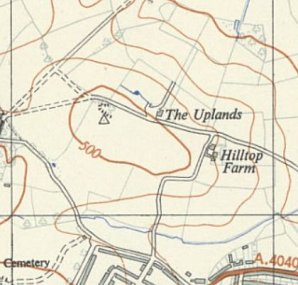 The Uplands
500
Hilltop
Farm
Cemetery
A.4040